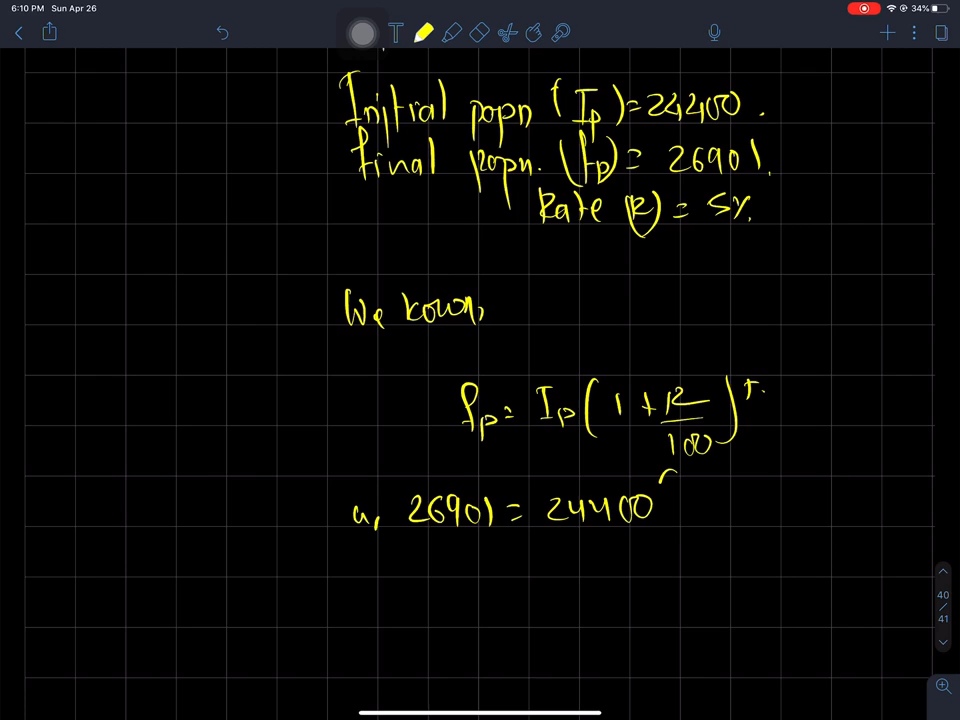 6:10 PM Sun Apr 26 34%
T
Initial popn (Ip) = 24400.
Final popn. (fp) = 26901.
Rate (R) = 5%.
We kown,
fp = Ip (1 + R/100)^T.
or, 26901 = 24400 (
40
/
41